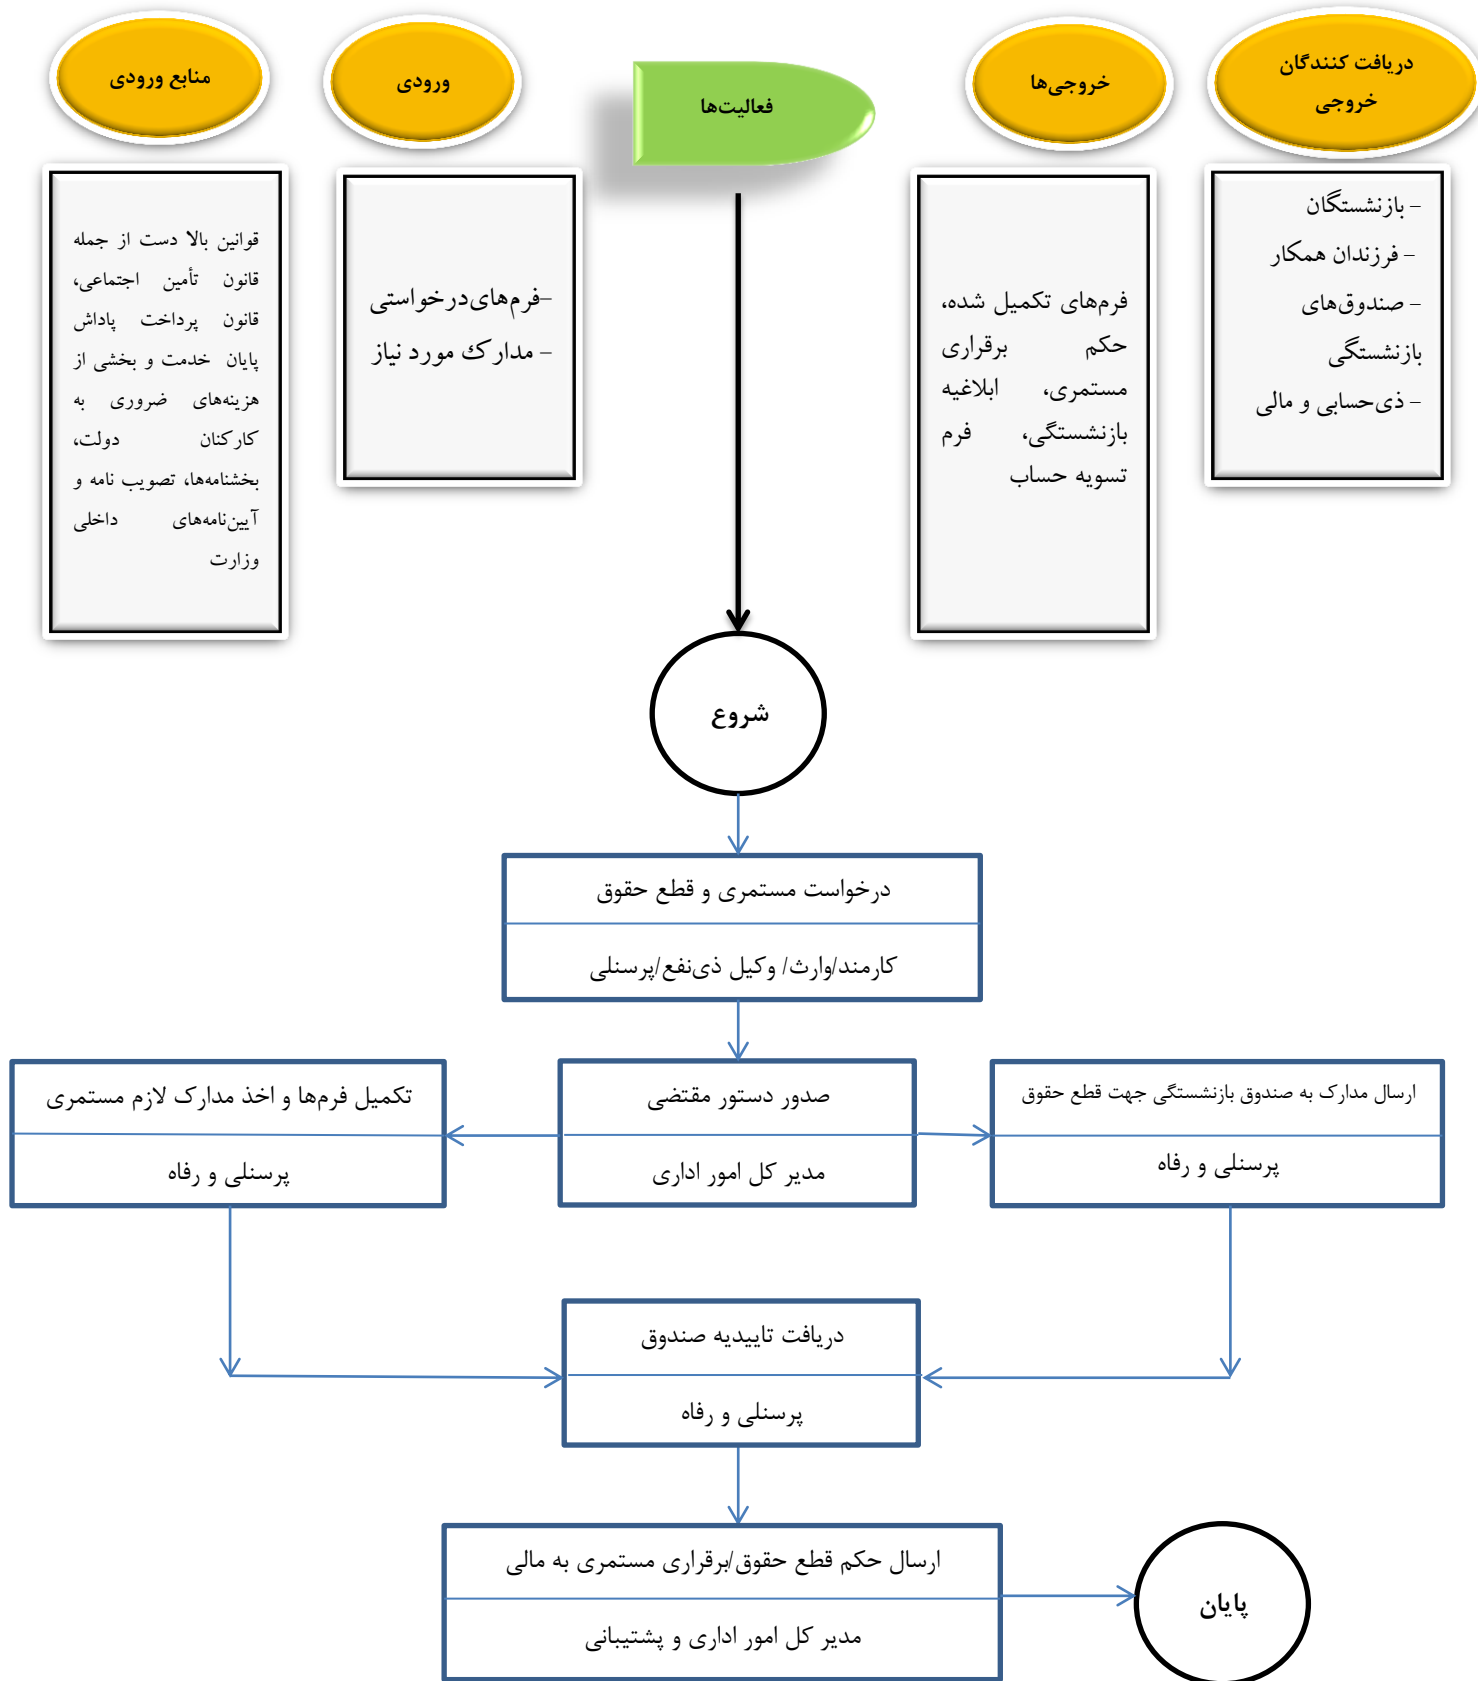 دریافت کنندگان
خروجی
خروجی‌ها
فعالیت‌ها
ورودی
منابع ورودی
– بازنشستگان
– فرزندان همکار
– صندوق‌های
بازنشستگی
– ذی‌حسابی و مالی
فرم‌های تکمیل شده،
حکم برقراری
مستمری، ابلاغیه
بازنشستگی، فرم
تسویه حساب
–فرم‌های‌درخواستی
– مدارک مورد نیاز
قوانین بالا دست از جمله
قانون تأمین اجتماعی،
قانون پرداخت پاداش
پایان خدمت و بخشی از
هزینه‌های ضروری به
کارکنان دولت،
بخشنامه‌ها، تصویب نامه و
آیین‌نامه‌های داخلی
وزارت
شروع
درخواست مستمری و قطع حقوق
کارمند/وارث/ وکیل ذی‌نفع/پرسنلی
ارسال مدارک به صندوق بازنشستگی جهت قطع حقوق
پرسنلی و رفاه
صدور دستور مقتضی
مدیر کل امور اداری
تکمیل فرم‌ها و اخذ مدارک لازم مستمری
پرسنلی و رفاه
دریافت تاییدیه صندوق
پرسنلی و رفاه
ارسال حکم قطع حقوق/برقراری مستمری به مالی
مدیر کل امور اداری و پشتیبانی
پایان